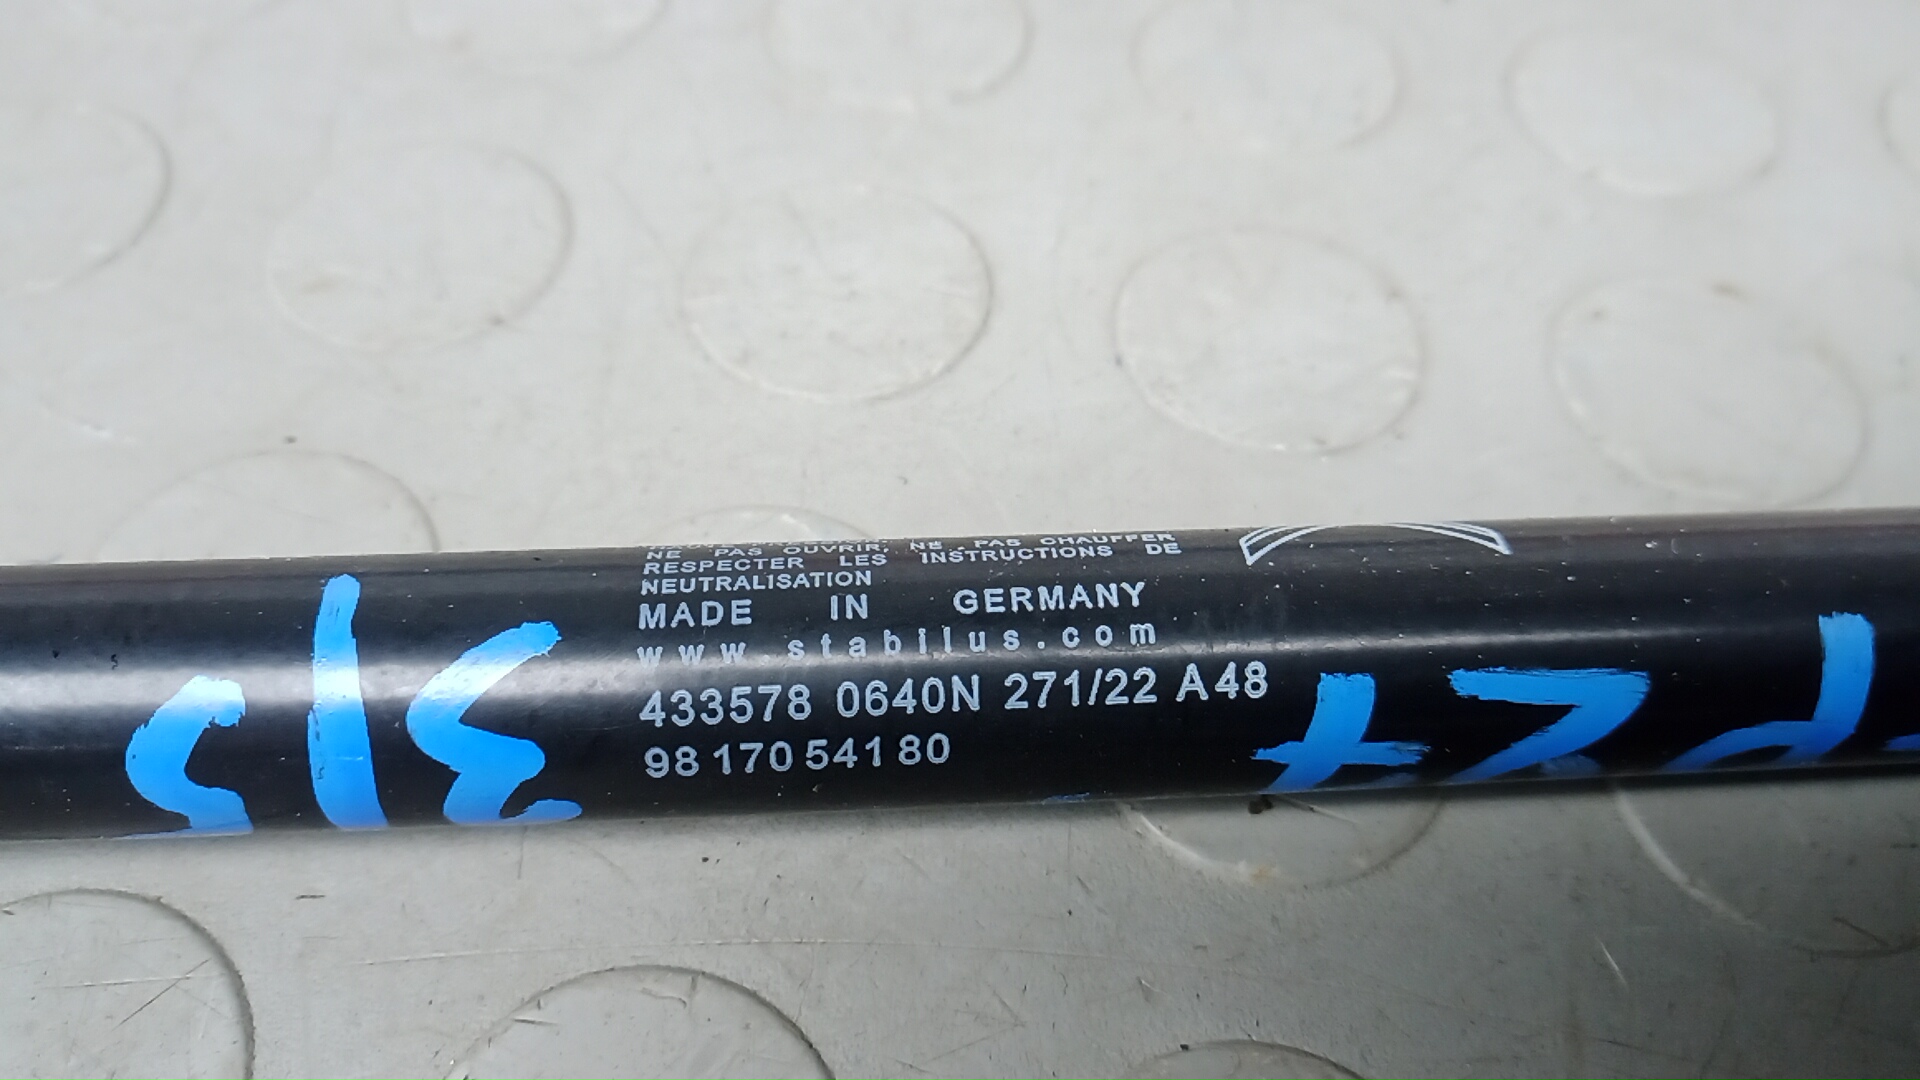 NE PAS OUVRIR, NE PAS CHAUFFER
RESPECTER LES INSTRUCTIONS DE
NEUTRALISATION
MADE IN GERMANY
www.stabilus.com
433578 0640N 271/22 A48
98 170 541 80